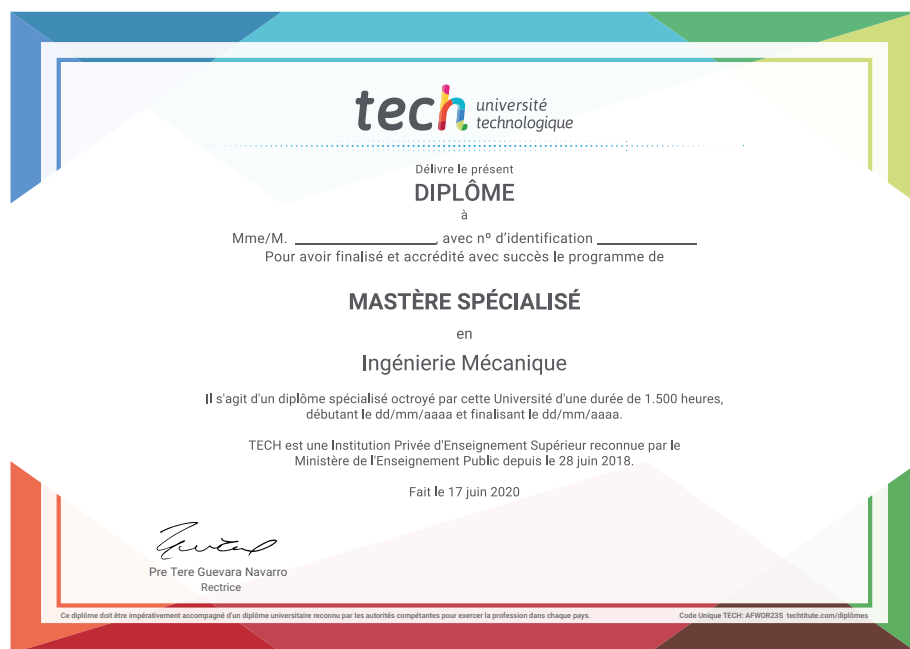 tech université
technologique
Délivre le présent
DIPLÔME
à
Mme/M. ____________, avec nº d'identification ____________
Pour avoir finalisé et accrédité avec succès le programme de
MASTÈRE SPÉCIALISÉ
en
Ingénierie Mécanique
Il s'agit d'un diplôme spécialisé octroyé par cette Université d'une durée de 1.500 heures,
débutant le dd/mm/aaaa et finalisant le dd/mm/aaaa.
TECH est une Institution Privée d'Enseignement Supérieur reconnue par le
Ministère de l'Enseignement Public depuis le 28 juin 2018.
Fait le 17 juin 2020
Pre Tere Guevara Navarro
Rectrice
Ce diplôme doit être impérativement accompagné d'un diplôme universitaire reconnu par les autorités compétantes pour exercer la profession dans chaque pays.
Code Unique TECH: AFWOR23S techtitute.com/diplômes